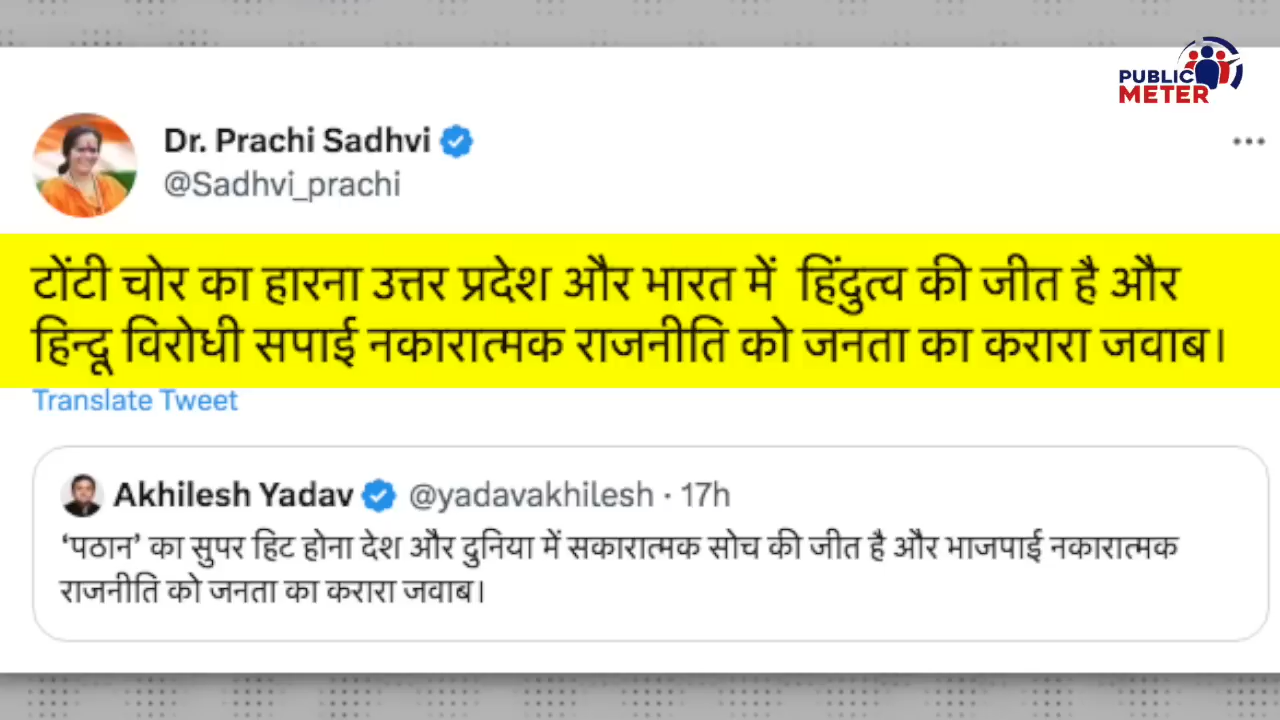 PUBLIC
METER
Dr. Prachi Sadhvi
@Sadhvi_prachi
टोंटी चोर का हारना उत्तर प्रदेश और भारत में हिंदुत्व की जीत है और
हिन्दू विरोधी सपाई नकारात्मक राजनीति को जनता का करारा जवाब।
Translate Tweet
Akhilesh Yadav @yadavakhilesh · 17h
‘पठान’ का सुपर हिट होना देश और दुनिया में सकारात्मक सोच की जीत है और भाजपाई नकारात्मक
राजनीति को जनता का करारा जवाब।